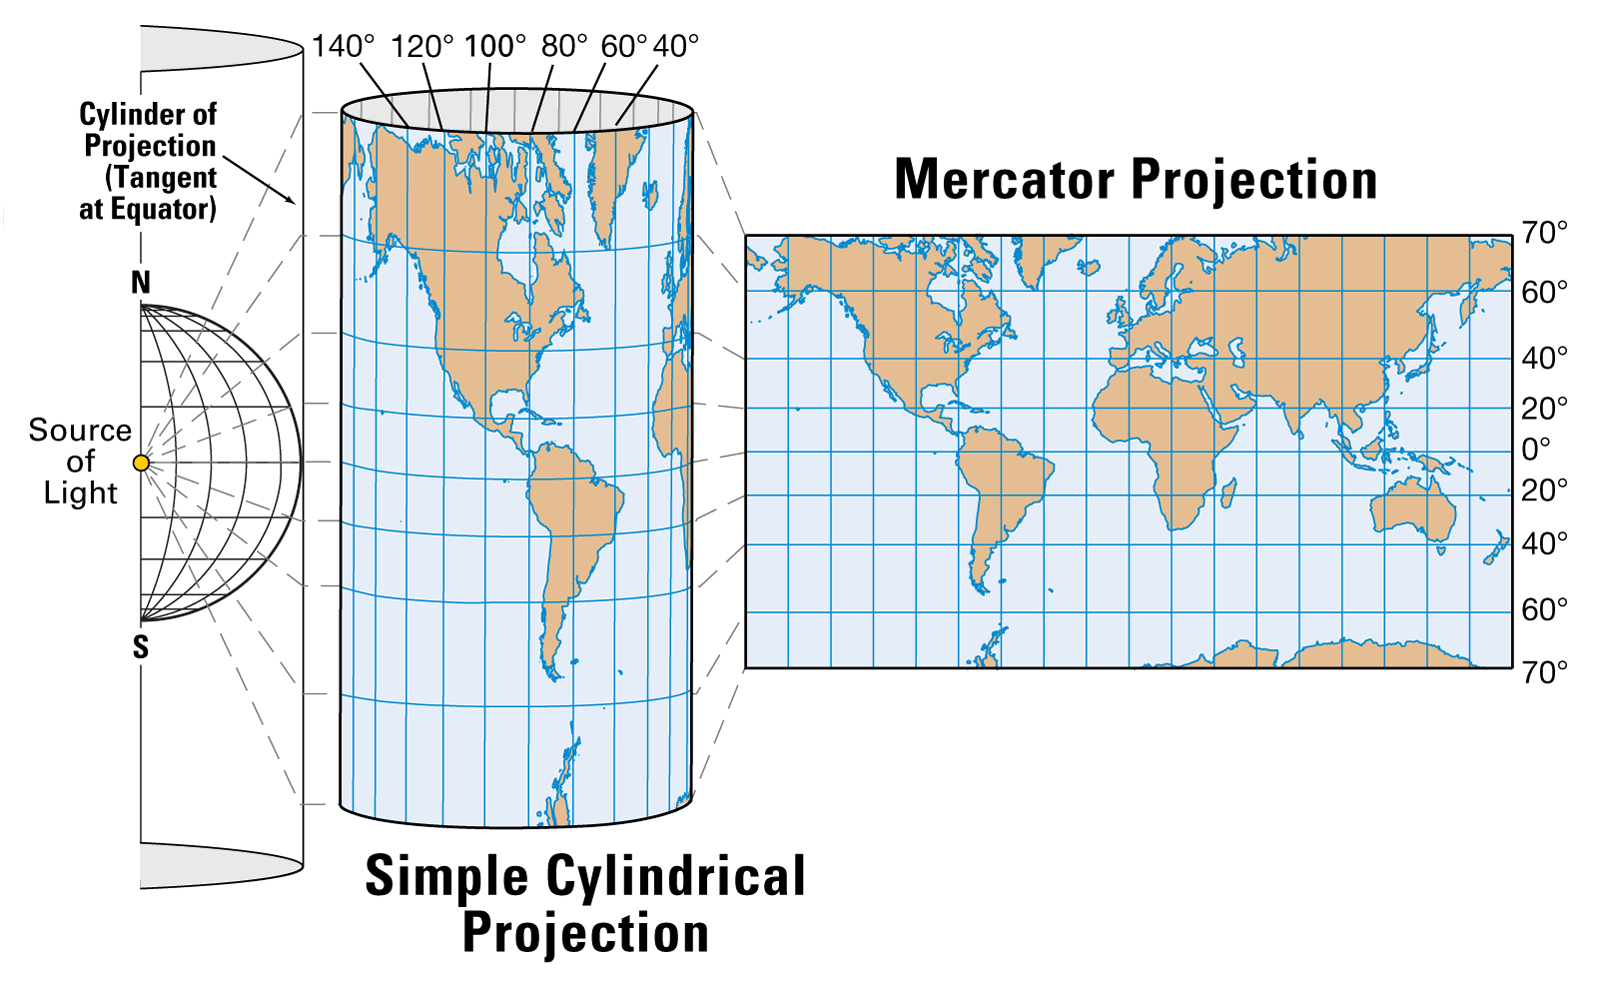 140° 120° 100° 80° 60° 40°
Cylinder of
Projection
(Tangent
at Equator)
N
Source
of
Light
S
Simple Cylindrical
Projection
Mercator Projection
70°
60°
40°
20°
0°
20°
40°
60°
70°